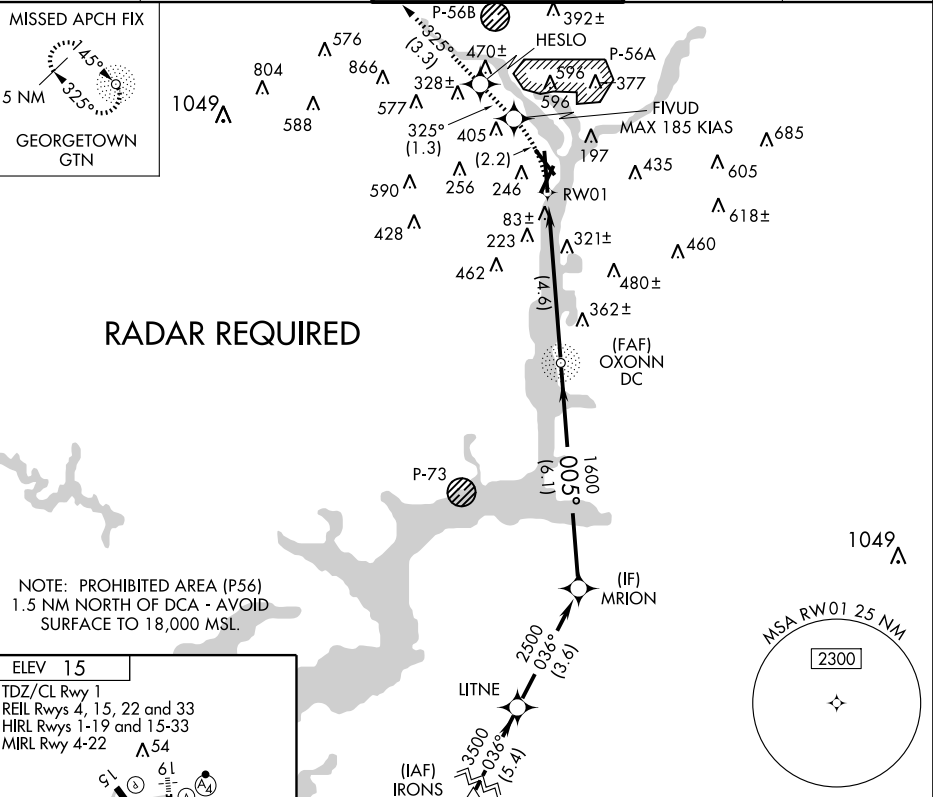 MISSED APCH FIX
145°
325°
5 NM
GEORGETOWN
GTN
P-56B
392±
325°
(3.3)
HESLO
576
470±
P-56A
804
866
328±
596
377
1049
588
577
596
FIVUD
MAX 185 KIAS
325°
(1.3)
405
197
685
(2.2)
435
605
590
256
246
RW01
618±
428
83±
223
321±
460
462
480±
(4.6)
362±
RADAR REQUIRED
(FAF)
OXONN
DC
P-73
1600
005°
(6.1)
1049
NOTE: PROHIBITED AREA (P56)
1.5 NM NORTH OF DCA - AVOID
SURFACE TO 18,000 MSL.
(IF)
MRION
MSA RW01 25 NM
2300
2500
036°
(3.6)
LITNE
ELEV 15
TDZ/CL Rwy 1
REIL Rwys 4, 15, 22 and 33
HIRL Rwys 1-19 and 15-33
MIRL Rwy 4-22
54
3500
036°
(5.4)
(IAF)
IRONS
15
P
19
A4